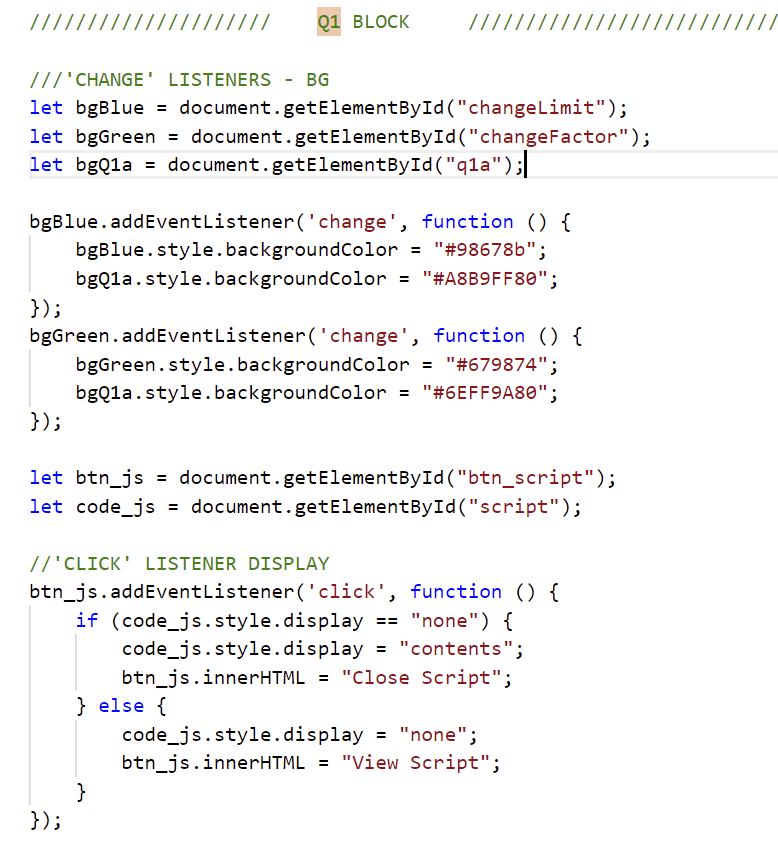 /////////////////////    Q1 BLOCK     ///////////////////////////
///'CHANGE' LISTENERS - BG
let bgBlue = document.getElementById("changeLimit");
let bgGreen = document.getElementById("changeFactor");
let bgQ1a = document.getElementById("q1a");
bgBlue.addEventListener('change', function () {
    bgBlue.style.backgroundColor = "#98678b";
    bgQ1a.style.backgroundColor = "#A8B9FF80";
});
bgGreen.addEventListener('change', function () {
    bgGreen.style.backgroundColor = "#679874";
    bgQ1a.style.backgroundColor = "#6EFF9A80";
});
let btn_js = document.getElementById("btn_script");
let code_js = document.getElementById("script");
//'CLICK' LISTENER DISPLAY
btn_js.addEventListener('click', function () {
    if (code_js.style.display == "none") {
        code_js.style.display = "contents";
        btn_js.innerHTML = "Close Script";
    } else {
        code_js.style.display = "none";
        btn_js.innerHTML = "View Script";
    }
});